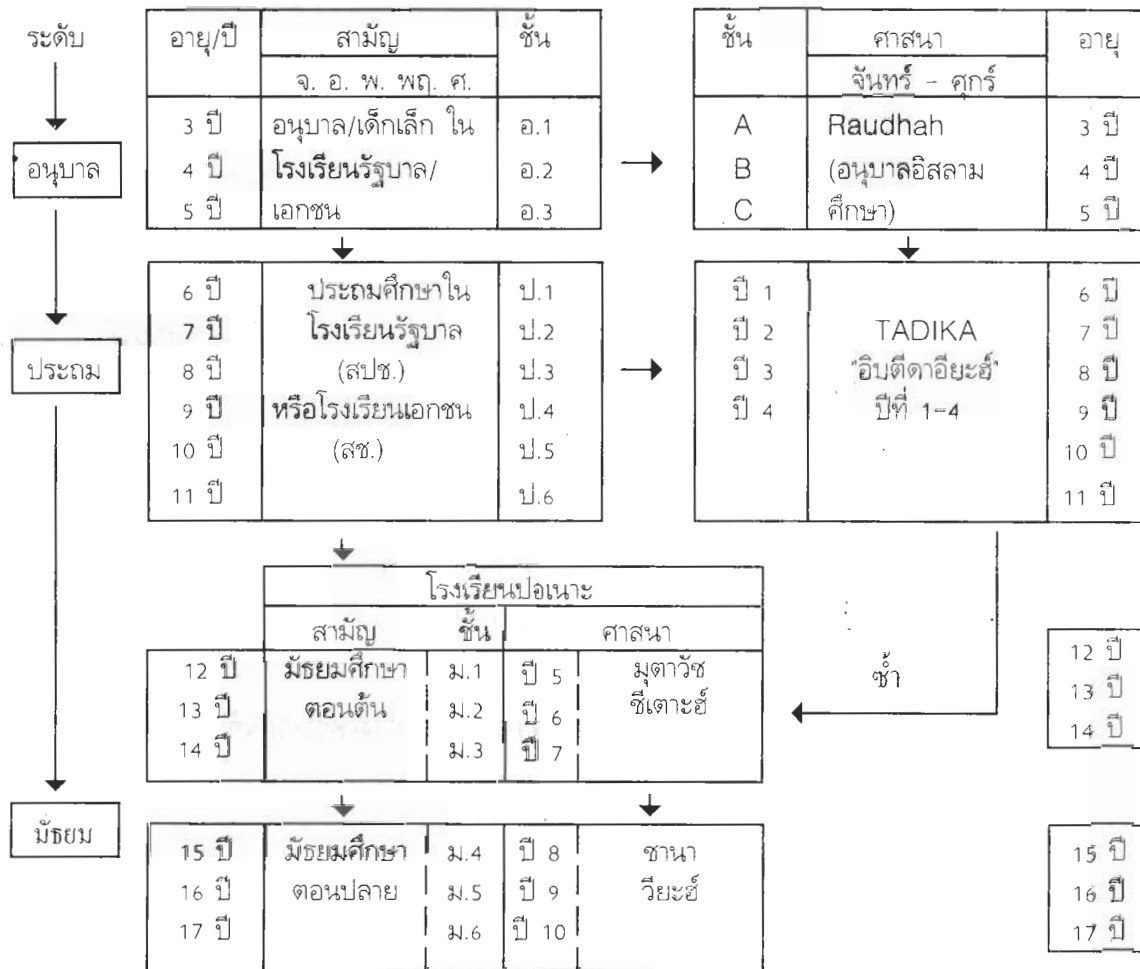 ระดับ อายุ/ปี สามัญ ชั้น ชั้น ศาสนา อายุ
จ. อ. พ. พฤ. ศ. จันทร์ - ศุกร์
3 ปี อนุบาล/เด็กเล็ก ใน อ.1 A Raudhah 3 ปี
อนุบาล 4 ปี โรงเรียนรัฐบาล/ อ.2 B (อนุบาลอิสลาม 4 ปี
5 ปี เอกชน อ.3 C ศึกษา) 5 ปี
6 ปี ประถมศึกษาใน ป.1 ปี 1 6 ปี
7 ปี โรงเรียนรัฐบาล ป.2 ปี 2 TADIKA 7 ปี
ประถม 8 ปี (สปช.) ป.3 ปี 3 "อิบตีดาอียะฮ์" 8 ปี
9 ปี หรือโรงเรียนเอกชน ป.4 ปี 4 ปีที่ 1-4 9 ปี
10 ปี (สช.) ป.5 10 ปี
11 ปี ป.6 11 ปี
โรงเรียนปอเนาะ
สามัญ ชั้น ศาสนา
12 ปี มัธยมศึกษา ม.1 ปี 5 มุตาวัซ ซ้ำ 12 ปี
13 ปี ตอนต้น ม.2 ปี 6 ซีเตาะฮ์ 13 ปี
14 ปี ม.3 ปี 7 14 ปี
มัธยม
15 ปี มัธยมศึกษา ม.4 ปี 8 ซานา 15 ปี
16 ปี ตอนปลาย ม.5 ปี 9 วียะฮ์ 16 ปี
17 ปี ม.6 ปี 10 17 ปี